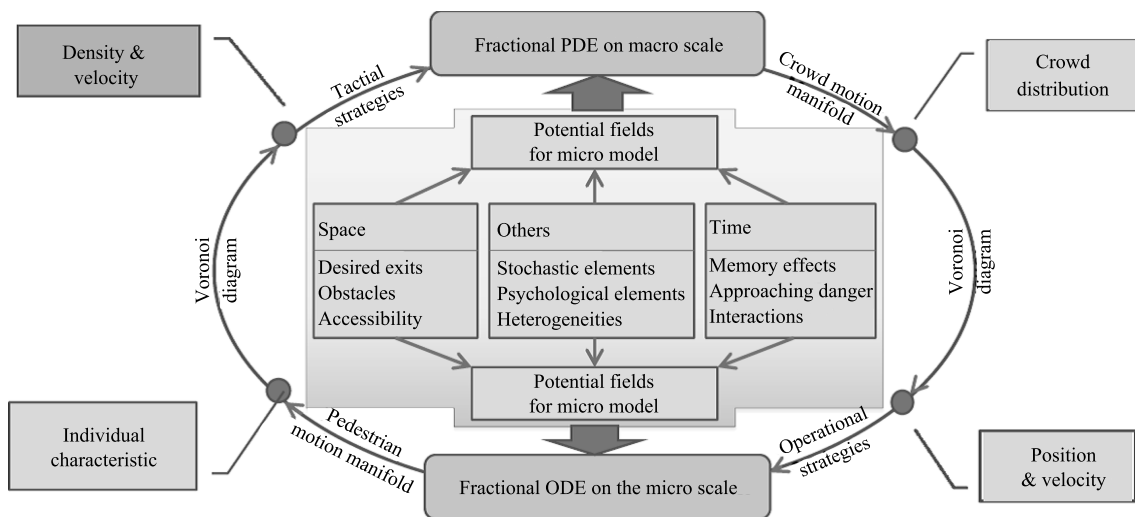 Density &
velocity
Tactial
strategies
Fractional PDE on macro scale
Crowd motion
manifold
Crowd
distribution
Potential fields
for micro model
Space
Desired exits
Obstacles
Accessibility
Others
Stochastic elements
Psychological elements
Heterogeneities
Time
Memory effects
Approaching danger
Interactions
Voronoi
diagram
Voronoi
diagram
Potential fields
for micro model
Individual
characteristic
Pedestrian
motion manifold
Fractional ODE on the micro scale
Operational
strategies
Position
& velocity